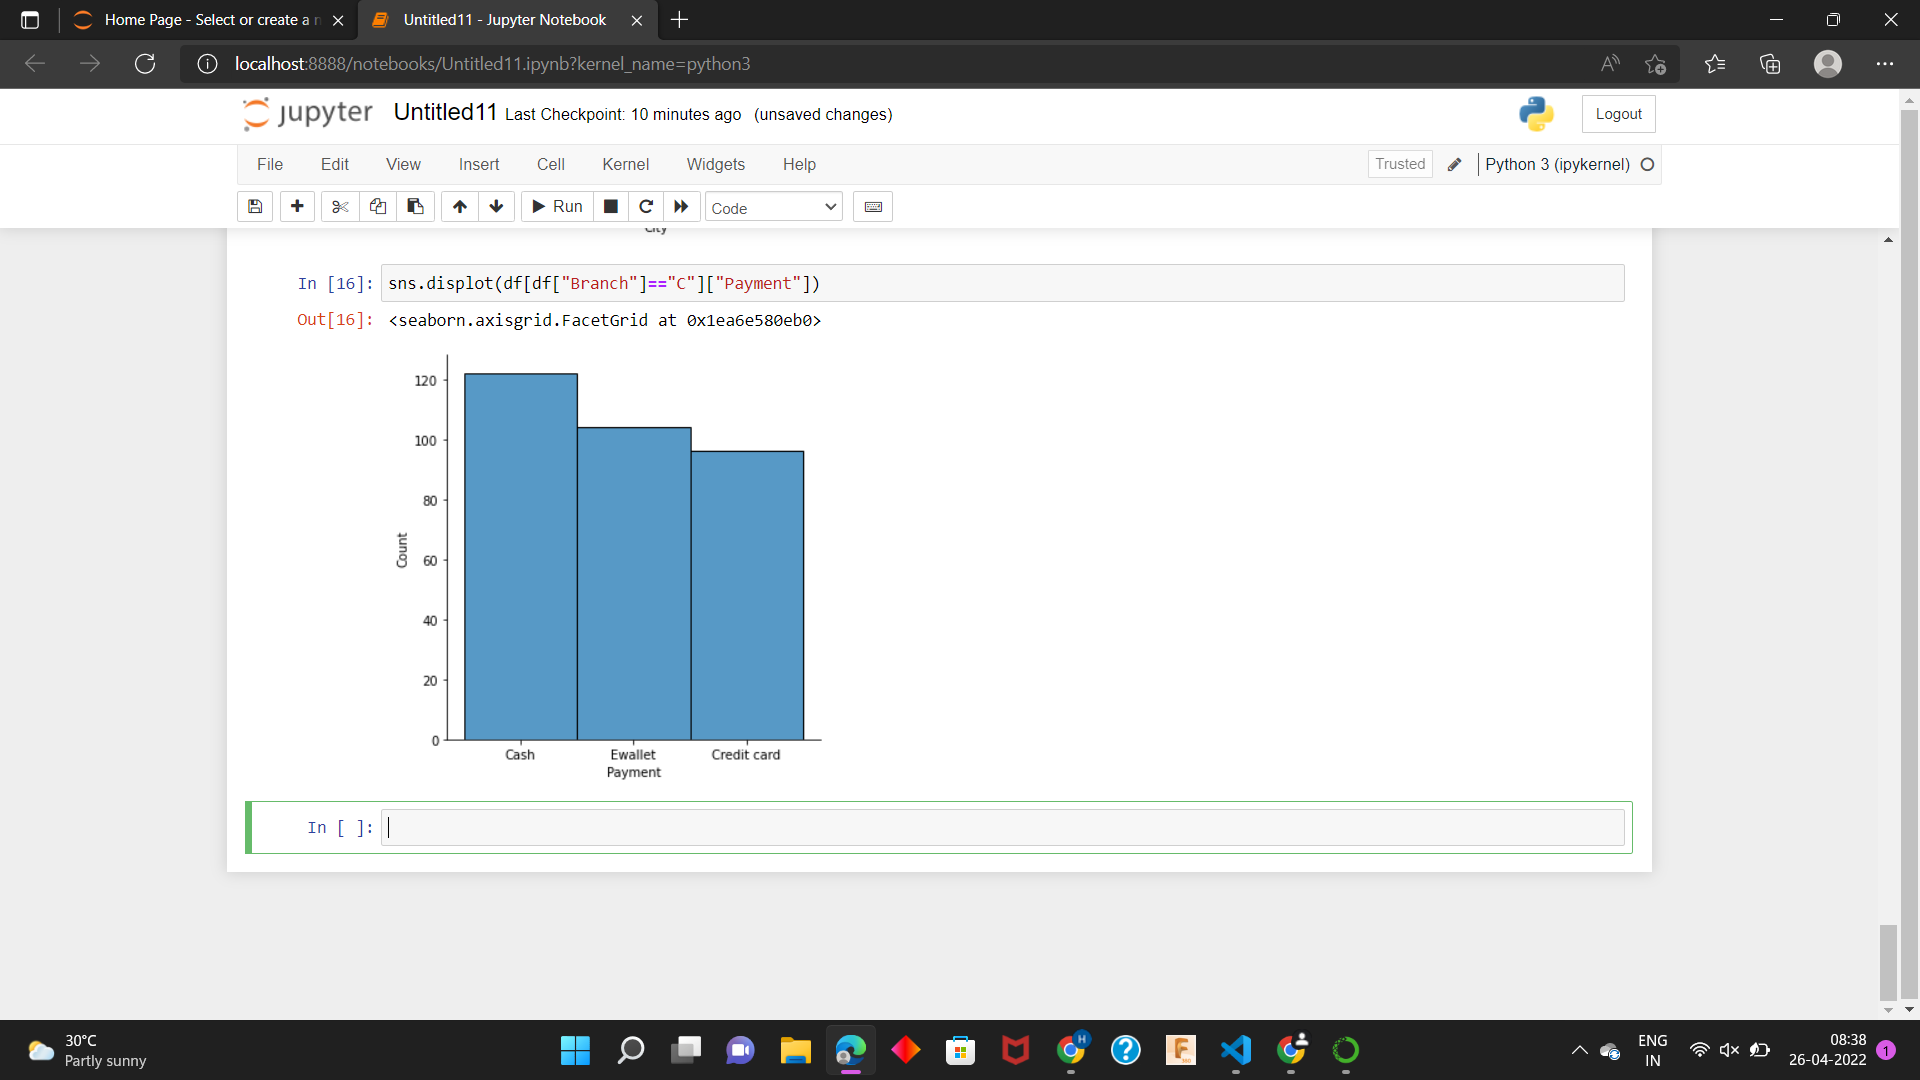 Home Page - Select or create a n
Untitled11 - Jupyter Notebook
localhost:8888/notebooks/Untitled11.ipynb?kernel_name=python3
jupyter Untitled11 Last Checkpoint: 10 minutes ago (unsaved changes)
Logout
File Edit View Insert Cell Kernel Widgets Help
Trusted
Python 3 (ipykernel)
Run
Code
City
In [16]: sns.displot(df[df["Branch"]=="C"]["Payment"])
Out[16]: <seaborn.axisgrid.FacetGrid at 0x1ea6e580eb0>
120
100
80
60
40
20
0
Count
Cash Ewallet Credit card
Payment
In [ ]:
30°C
Partly sunny
H
F
ENG
IN
08:38
26-04-2022
1